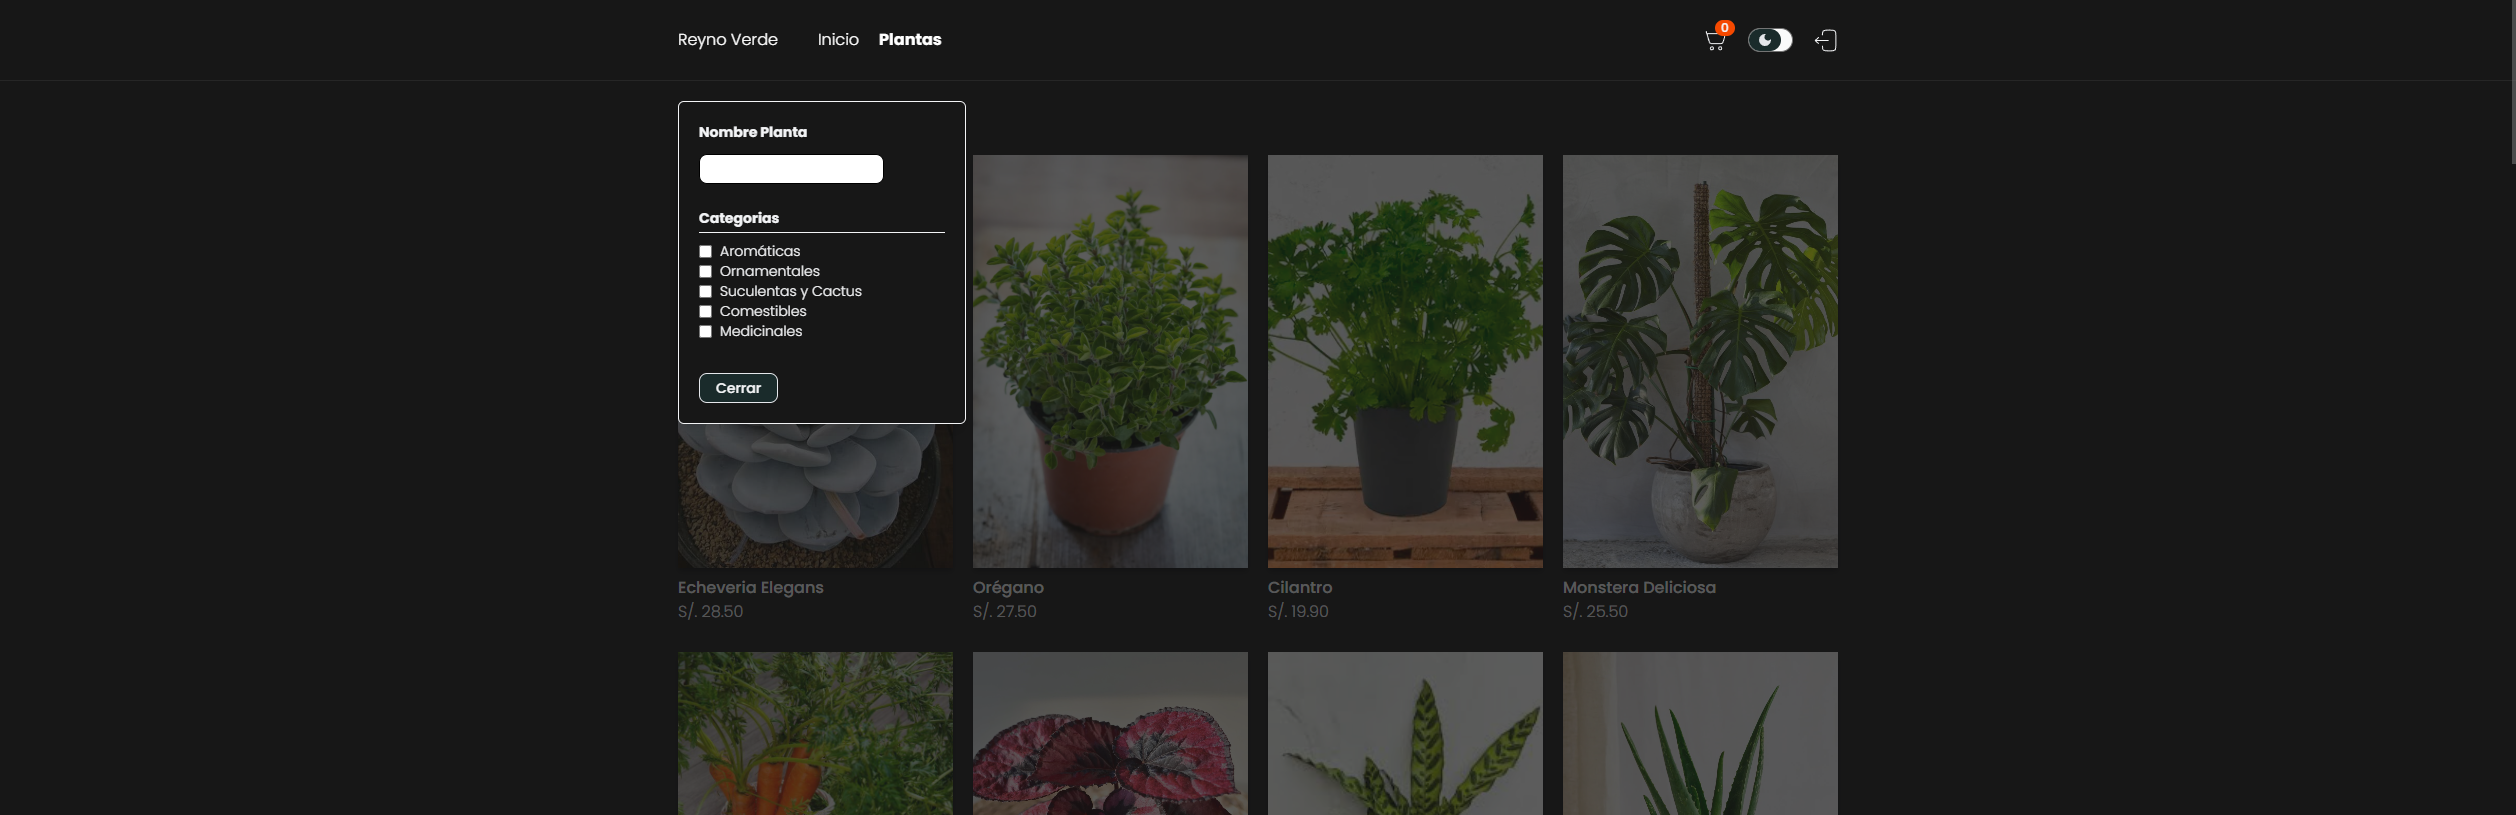 Reyno Verde
Inicio
Plantas
0
Nombre Planta
Categorias
Aromáticas
Ornamentales
Suculentas y Cactus
Comestibles
Medicinales
Cerrar
Echeveria Elegans
S/. 28.50
Orégano
S/. 27.50
Cilantro
S/. 19.90
Monstera Deliciosa
S/. 25.50